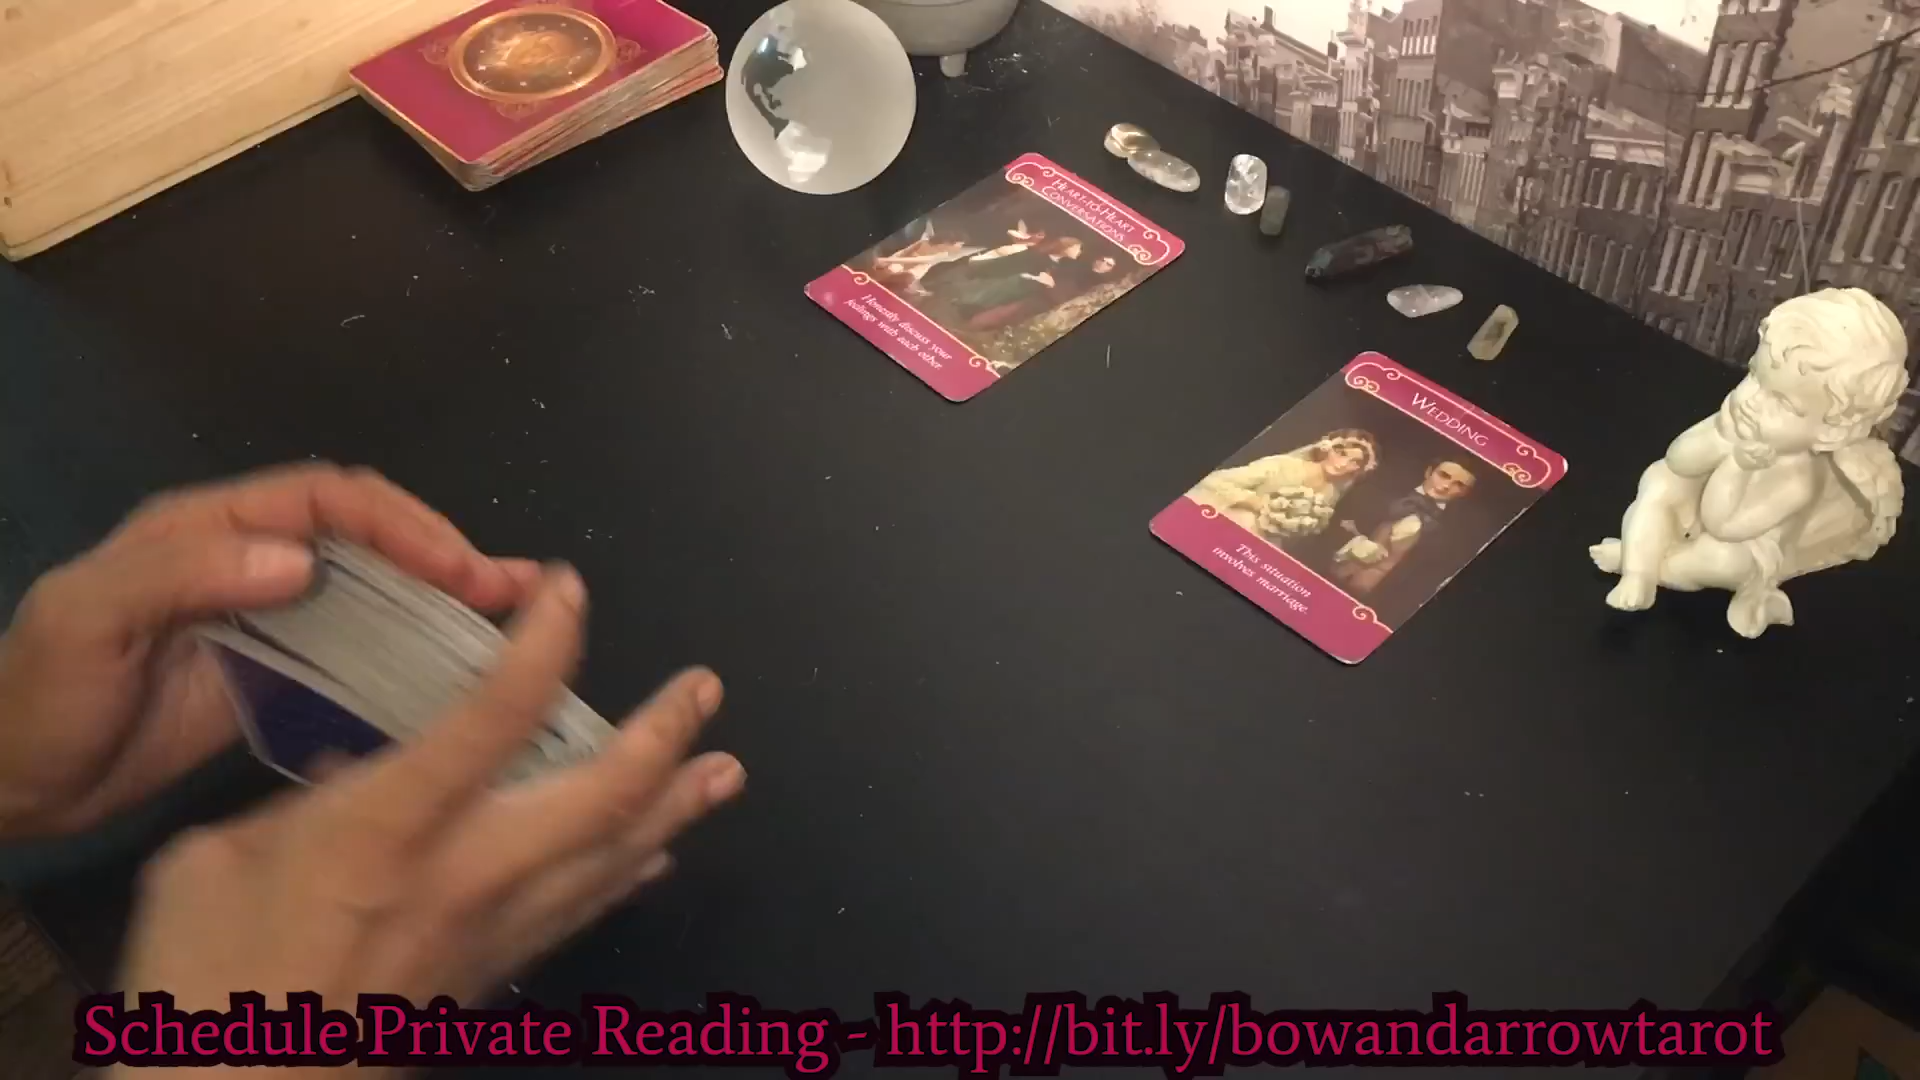 HEART-TO-HEART
CONVERSATIONS
Honestly discuss your
feelings with each other.
WEDDING
This situation
involves marriage.
Schedule Private Reading - http://bit.ly/bowandarrowtarot